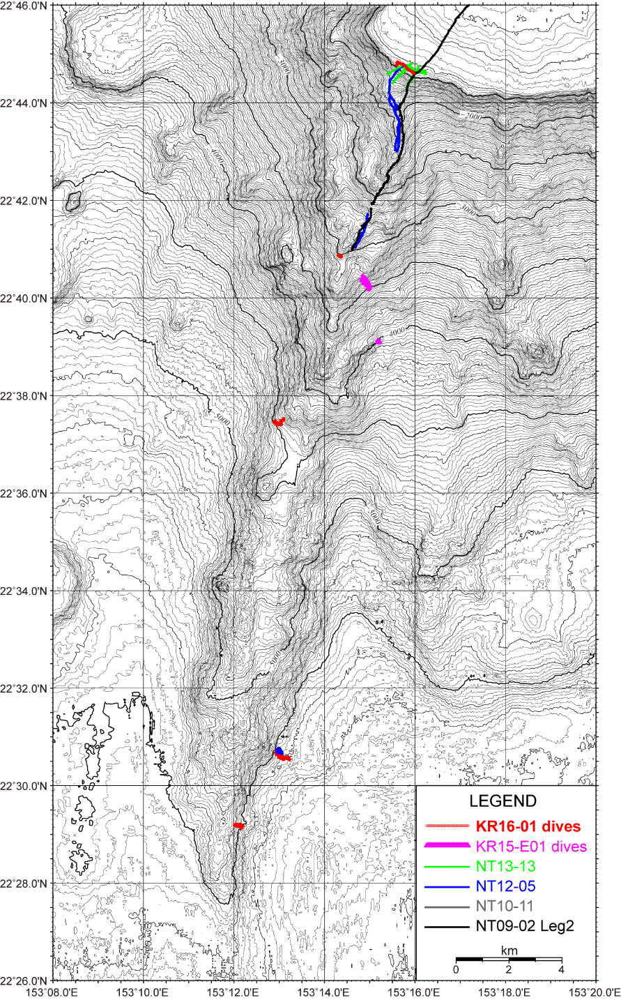 22°46.0'N
22°44.0'N
22°42.0'N
22°40.0'N
22°38.0'N
22°36.0'N
22°34.0'N
22°32.0'N
22°30.0'N
22°28.0'N
22°26.0'N
3000
2000
4000
3000
4000
5000
5000
5000
LEGEND
KR16-01 dives
KR15-E01 dives
NT13-13
NT12-05
NT10-11
NT09-02 Leg2
km
0 2 4
153°08.0'E 153°10.0'E 153°12.0'E 153°14.0'E 153°16.0'E 153°18.0'E 153°20.0'E